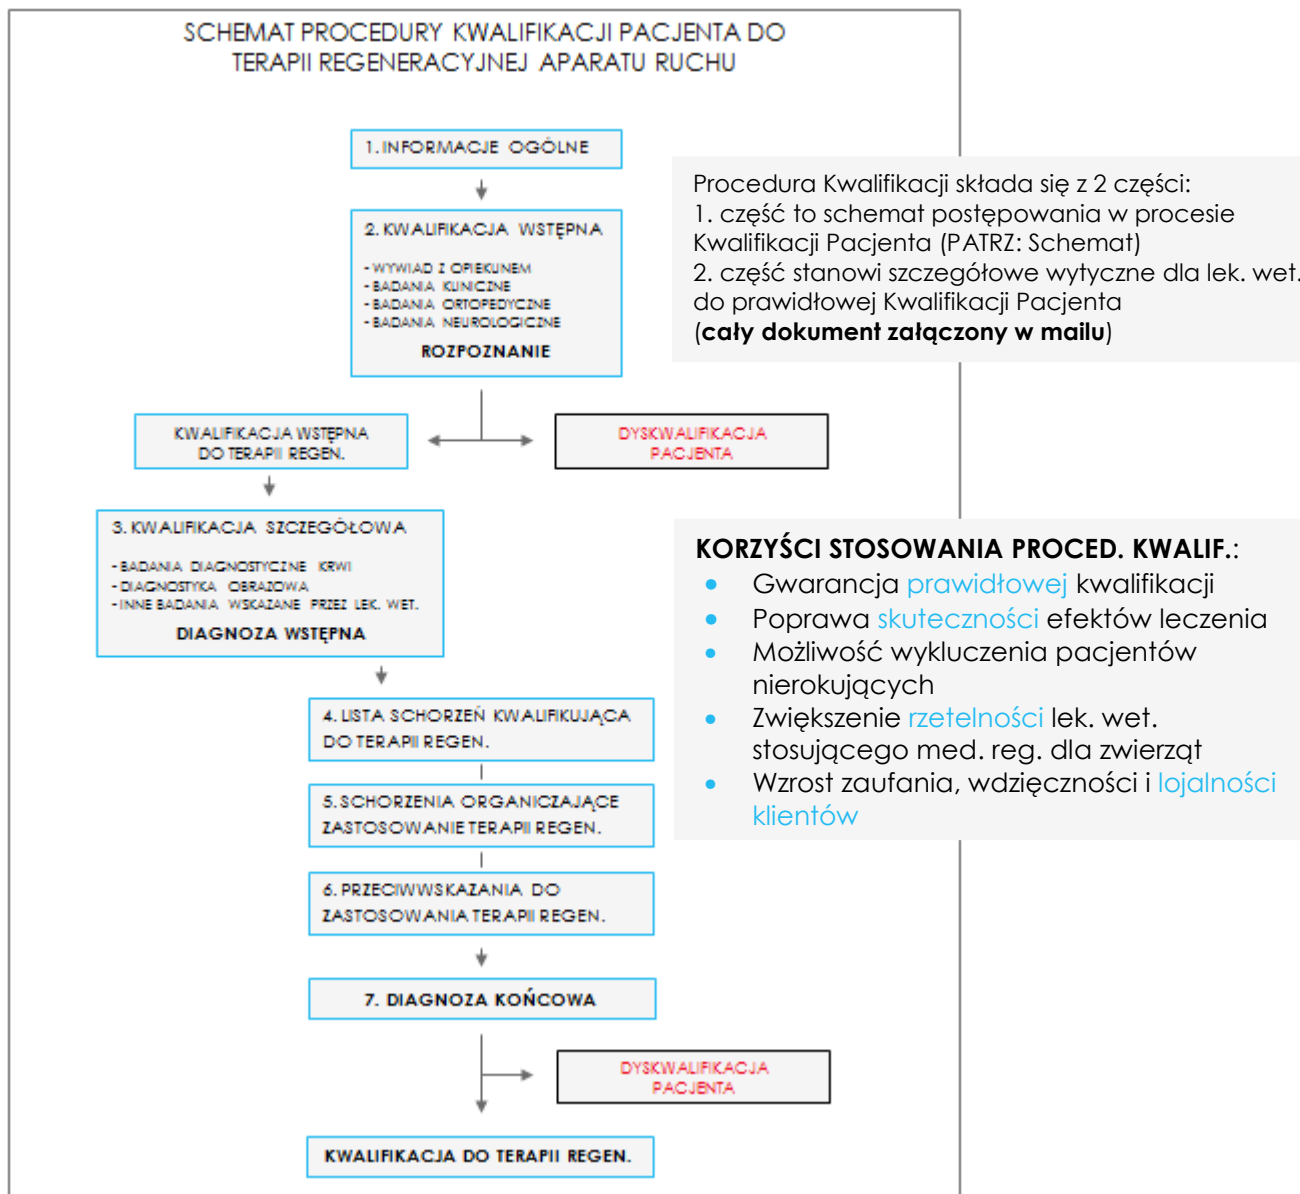 SCHEMAT PROCEDURY KWALIFIKACJI PACJENTA DO
TERAPII REGENERACYJNEJ APARATU RUCHU
1. INFORMACJE OGÓLNE
2. KWALIFIKACJA WSTĘPNA
- WYWIAD Z OPIEKUNEM
- BADANIA KLINICZNE
- BADANIA ORTOPEDYCZNE
- BADANIA NEUROLOGICZNE
ROZPOZNANIE
Procedura Kwalifikacji składa się z 2 części:
1. część to schemat postępowania w procesie
Kwalifikacji Pacjenta (PATRZ: Schemat)
2. część stanowi szczegółowe wytyczne dla lek. wet.
do prawidłowej Kwalifikacji Pacjenta
(cały dokument załączony w mailu)
KWALIFIKACJA WSTĘPNA
DO TERAPII REGEN.
DYSKWALIFIKACJA
PACJENTA
3. KWALIFIKACJA SZCZEGÓŁOWA
- BADANIA DIAGNOSTYCZNE KRWI
- DIAGNOSTYKA OBRAZOWA
- INNE BADANIA WSKAZANE PRZEZ LEK. WET.
DIAGNOZA WSTĘPNA
KORZYŚCI STOSOWANIA PROCED. KWALIF.:
• Gwarancja prawidłowej kwalifikacji
• Poprawa skuteczności efektów leczenia
• Możliwość wykluczenia pacjentów
nierokujących
• Zwiększenie rzetelności lek. wet.
stosującego med. reg. dla zwierząt
• Wzrost zaufania, wdzięczności i lojalności
klientów
4. LISTA SCHORZEŃ KWALIFIKUJĄCA
DO TERAPII REGEN.
5. SCHORZENIA ORGANICZAJĄCE
ZASTOSOWANIE TERAPII REGEN.
6. PRZECIWWSKAZANIA DO
ZASTOSOWANIA TERAPII REGEN.
7. DIAGNOZA KOŃCOWA
DYSKWALIFIKACJA
PACJENTA
KWALIFIKACJA DO TERAPII REGEN.